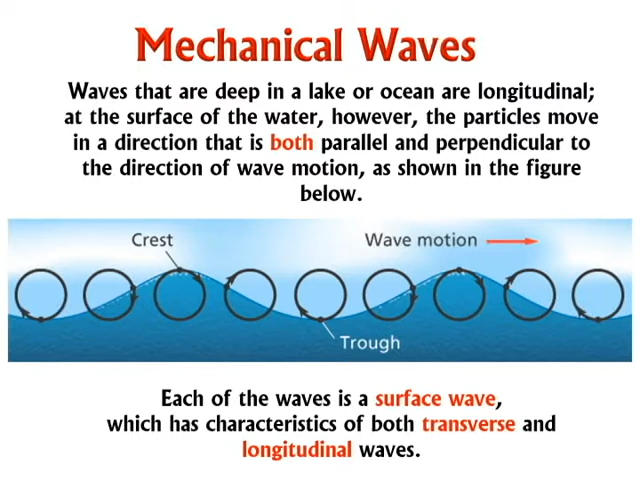 Mechanical Waves
Waves that are deep in a lake or ocean are longitudinal;
at the surface of the water, however, the particles move
in a direction that is both parallel and perpendicular to
the direction of wave motion, as shown in the figure
below.
Crest
Wave motion
Trough
Each of the waves is a surface wave,
which has characteristics of both transverse and
longitudinal waves.